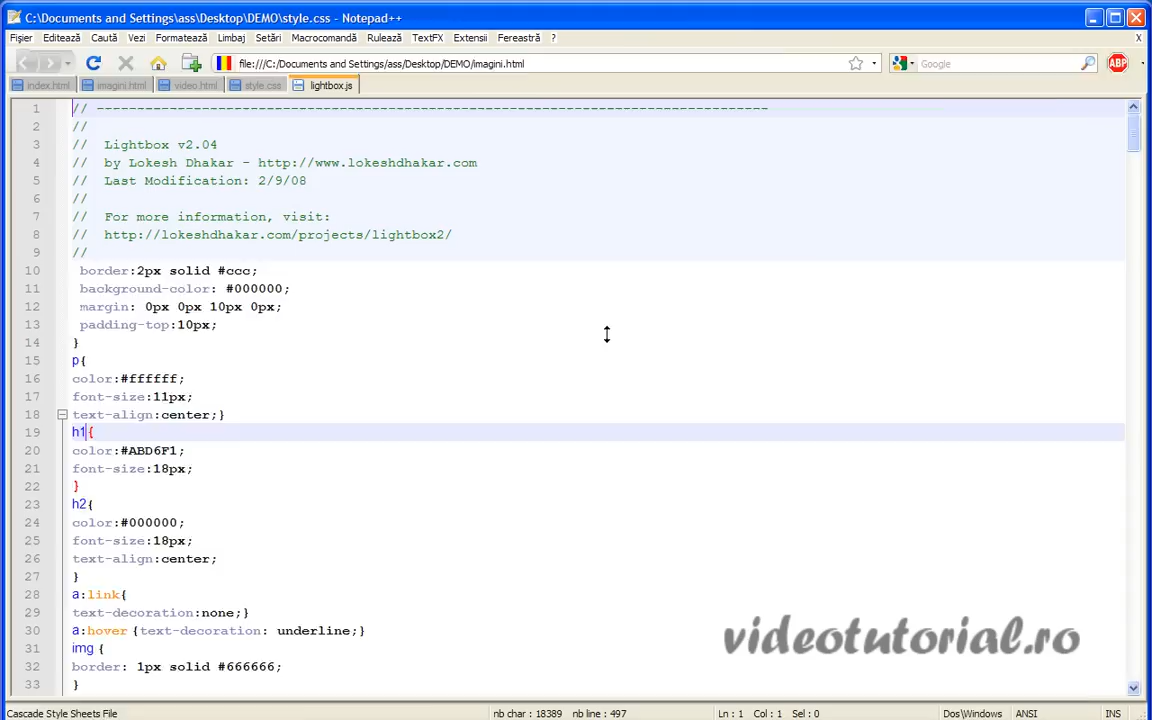 C:\Documents and Settings\ass\Desktop\DEMO\style.css - Notepad++
Fişier Editează Caută Vezi Formatează Limbaj Setări Macrocomandă Rulează TextFX Extensii Fereastră ? X
file:///C:/Documents and Settings/ass/Desktop/DEMO/imagini.html Google ABP
index.html imagini.html video.html style.css lightbox.js
1 // -----------------------------------------------------------------------------------
2 //
3 // Lightbox v2.04
4 // by Lokesh Dhakar - http://www.lokeshdhakar.com
5 // Last Modification: 2/9/08
6 //
7 // For more information, visit:
8 // http://lokeshdhakar.com/projects/lightbox2/
9 //
10 border:2px solid #ccc;
11 background-color: #000000;
12 margin: 0px 0px 10px 0px;
13 padding-top:10px;
14 }
15 p{
16 color:#ffffff;
17 font-size:11px;
18 text-align:center;}
19 h1{
20 color:#ABD6F1;
21 font-size:18px;
22 }
23 h2{
24 color:#000000;
25 font-size:18px;
26 text-align:center;
27 }
28 a:link{
29 text-decoration:none;}
30 a:hover {text-decoration: underline;}
31 img {
32 border: 1px solid #666666;
33 }
videotutorial.ro
Cascade Style Sheets File nb char : 18389 nb line : 497 Ln : 1 Col : 1 Sel : 0 Dos\Windows ANSI INS